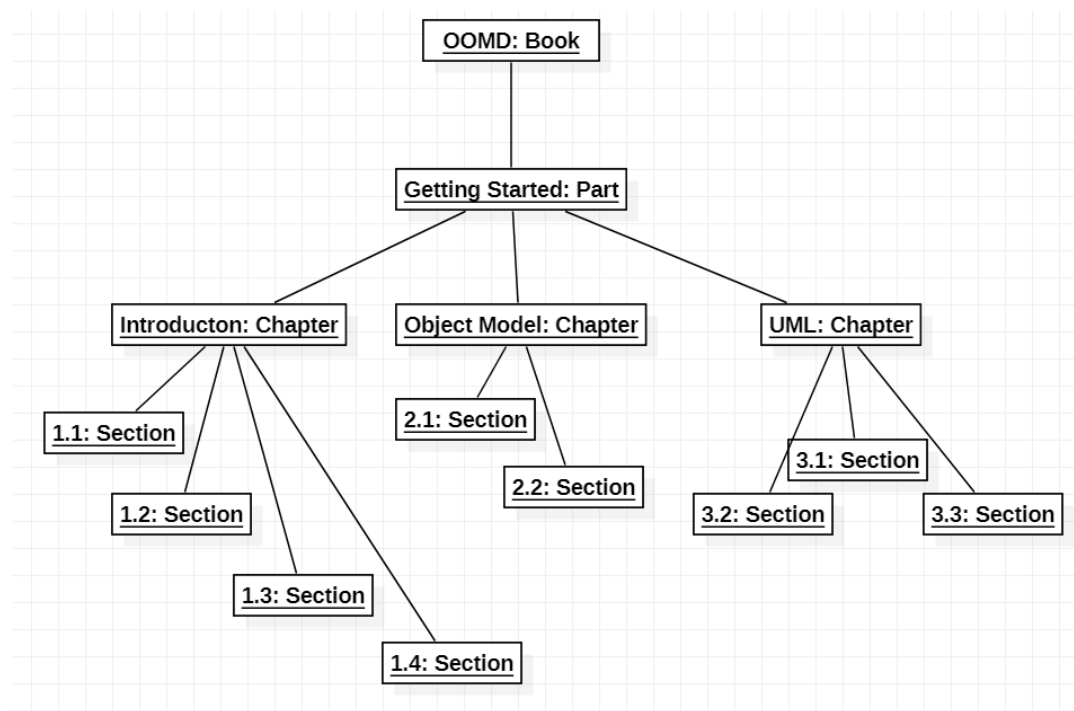 OOMD: Book
Getting Started: Part
Introducton: Chapter
Object Model: Chapter
UML: Chapter
1.1: Section
2.1: Section
3.1: Section
1.2: Section
2.2: Section
3.2: Section
3.3: Section
1.3: Section
1.4: Section